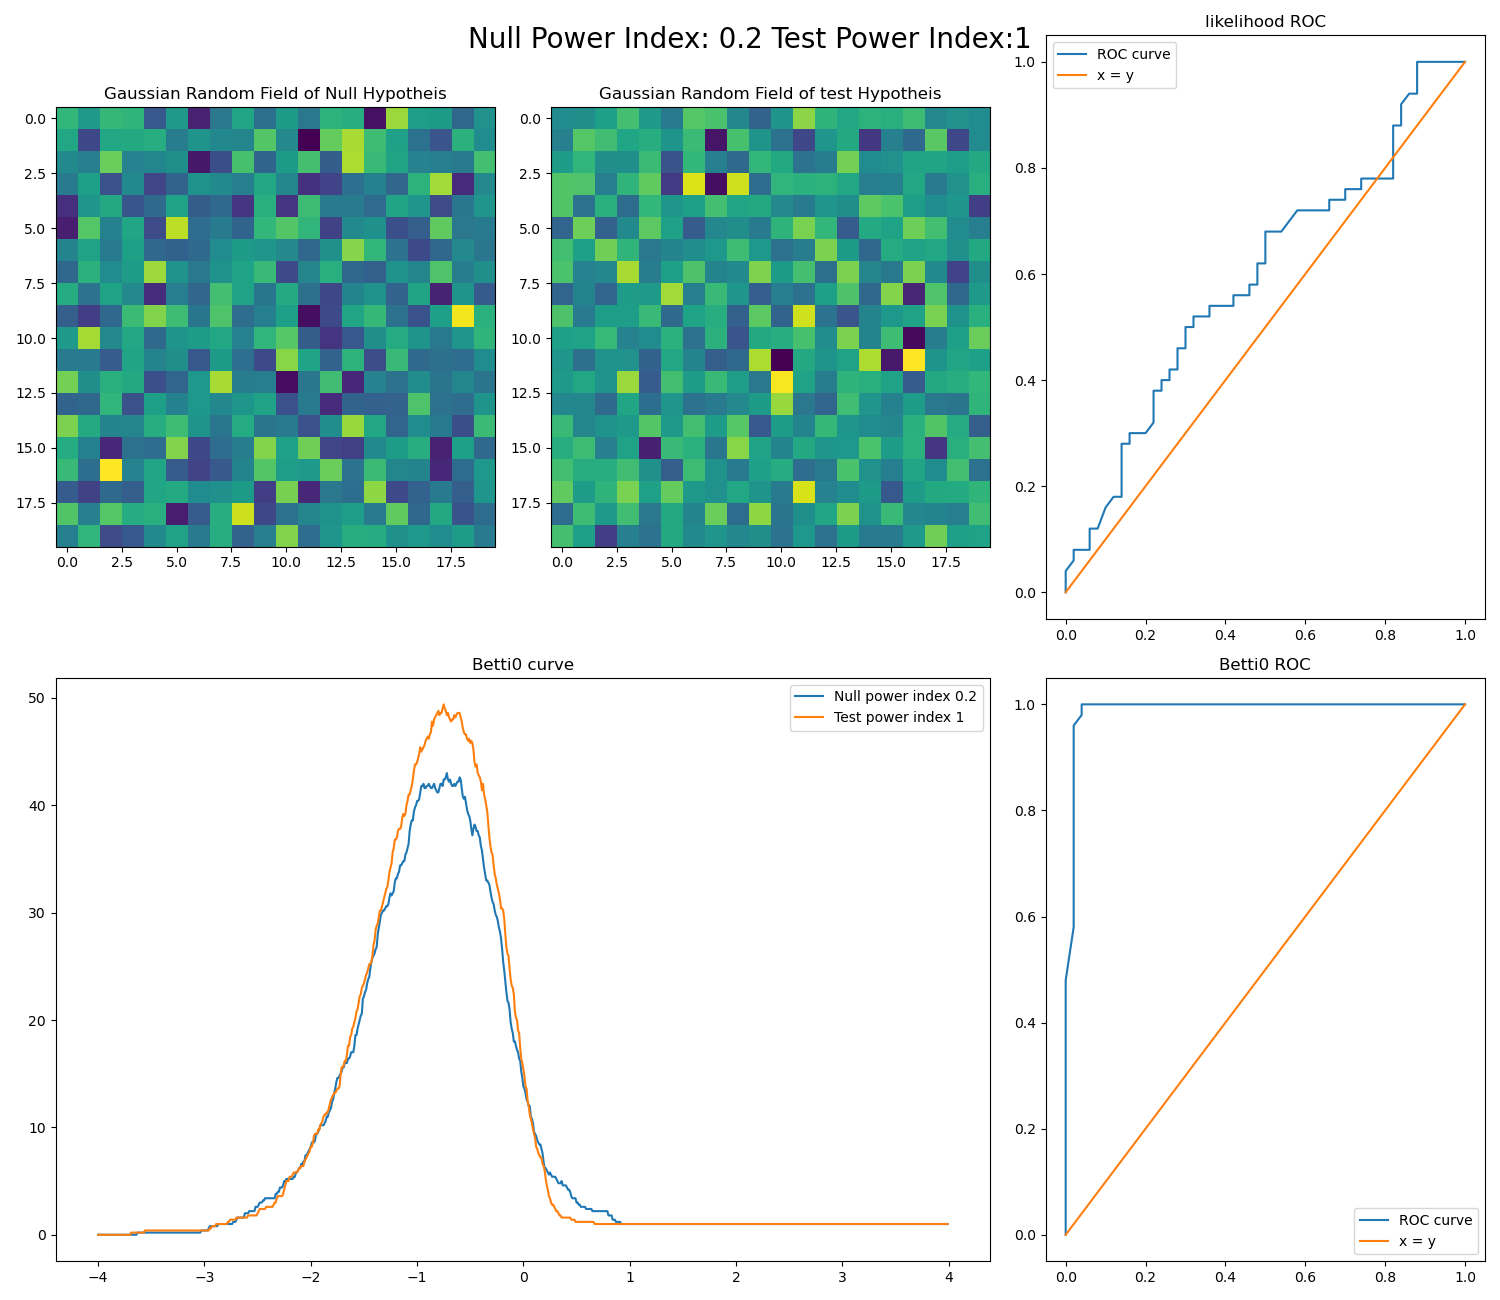 Null Power Index: 0.2 Test Power Index:1
Gaussian Random Field of Null Hypotheis
0.0
2.5
5.0
7.5
10.0
12.5
15.0
17.5
0.0 2.5 5.0 7.5 10.0 12.5 15.0 17.5
Gaussian Random Field of test Hypotheis
0.0
2.5
5.0
7.5
10.0
12.5
15.0
17.5
0.0 2.5 5.0 7.5 10.0 12.5 15.0 17.5
likelihood ROC
ROC curve
x = y
1.0
0.8
0.6
0.4
0.2
0.0
0.0 0.2 0.4 0.6 0.8 1.0
Betti0 curve
Null power index 0.2
Test power index 1
50
40
30
20
10
0
−4 −3 −2 −1 0 1 2 3 4
Betti0 ROC
1.0
0.8
0.6
0.4
0.2
0.0
ROC curve
x = y
0.0 0.2 0.4 0.6 0.8 1.0